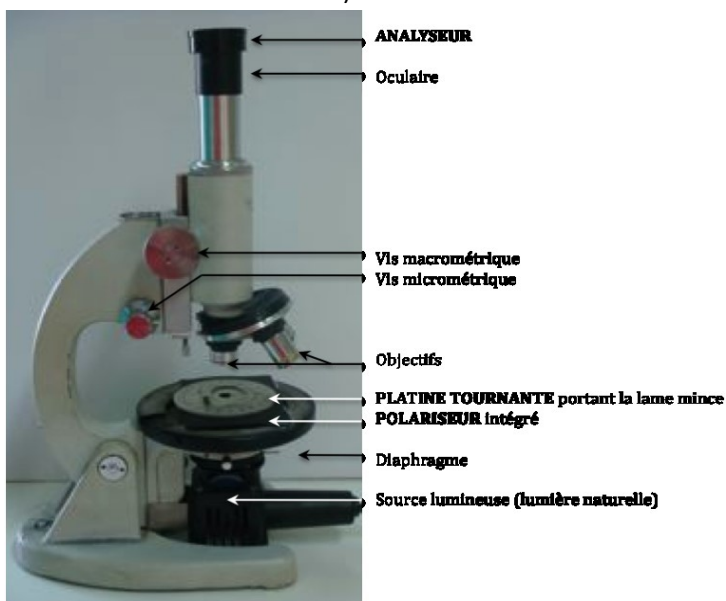 ANALYSEUR
Oculaire
Vis macrométrique
Vis micrométrique
Objectifs
PLATINE TOURNANTE portant la lame mince
POLARISEUR intégré
Diaphragme
Source lumineuse (lumière naturelle)